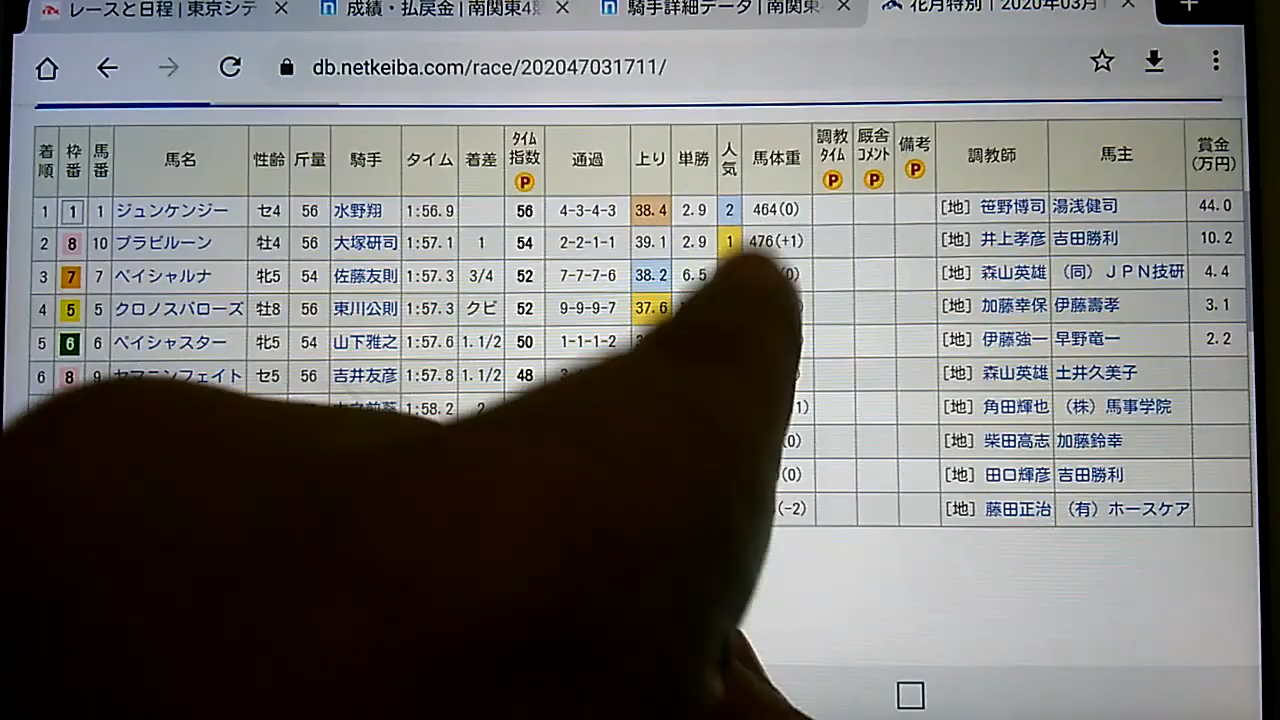 レースと日程 | 東京シテ × 成績・払戻金 | 南関東4競 × 騎手詳細データ | 南関東 × 花月特別 | 2020年03月 × +
db.netkeiba.com/race/202047031711/
着順 枠番 馬番 馬名 性齢 斤量 騎手 タイム 着差 タイム指数 P 通過 上り 単勝 人気 馬体重 調教タイム P 厩舎コメント P 備考 P 調教師 馬主 賞金(万円)
1 1 1 ジュンケンジー セ4 56 水野翔 1:56.9 56 4-3-4-3 38.4 2.9 2 464(0) [地] 笹野博司 湯浅健司 44.0
2 8 10 ブラビルーン 牡4 56 大塚研司 1:57.1 1 54 2-2-1-1 39.1 2.9 1 476(+1) [地] 井上孝彦 吉田勝利 10.2
3 7 7 ベイシャルナ 牝5 54 佐藤友則 1:57.3 3/4 52 7-7-7-6 38.2 6.5 (0) [地] 森山英雄 (同)ＪＰＮ技研 4.4
4 5 5 クロノスバローズ 牡8 56 東川公則 1:57.3 クビ 52 9-9-9-7 37.6 [地] 加藤幸保 伊藤壽孝 3.1
5 6 6 ベイシャスター 牝5 54 山下雅之 1:57.6 1.1/2 50 1-1-1-2 [地] 伊藤強一 早野竜一 2.2
6 8 9 ヤマニンフェイト セ5 56 吉井友彦 1:57.8 1.1/2 48 [地] 森山英雄 土井久美子
1:58.2 2 1) [地] 角田輝也 (株)馬事学院
(0) [地] 柴田高志 加藤鈴幸
(0) [地] 田口輝彦 吉田勝利
(-2) [地] 藤田正治 (有)ホースケア